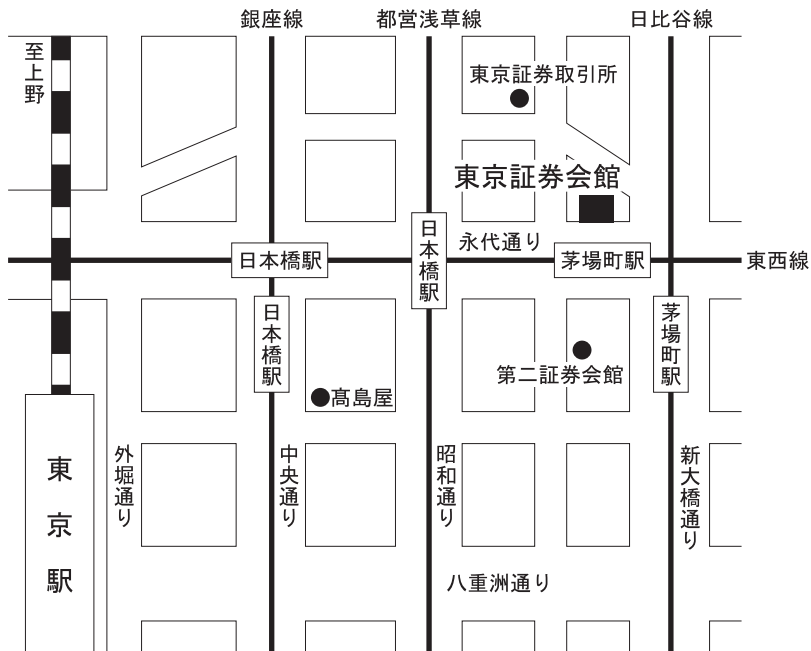 銀座線
都営浅草線
日比谷線
至上野
東京証券取引所
東京証券会館
永代通り
日本橋駅
日本橋駅
茅場町駅
東西線
日本橋駅
茅場町駅
第二証券会館
髙島屋
東京駅
外堀通り
中央通り
昭和通り
新大橋通り
八重洲通り